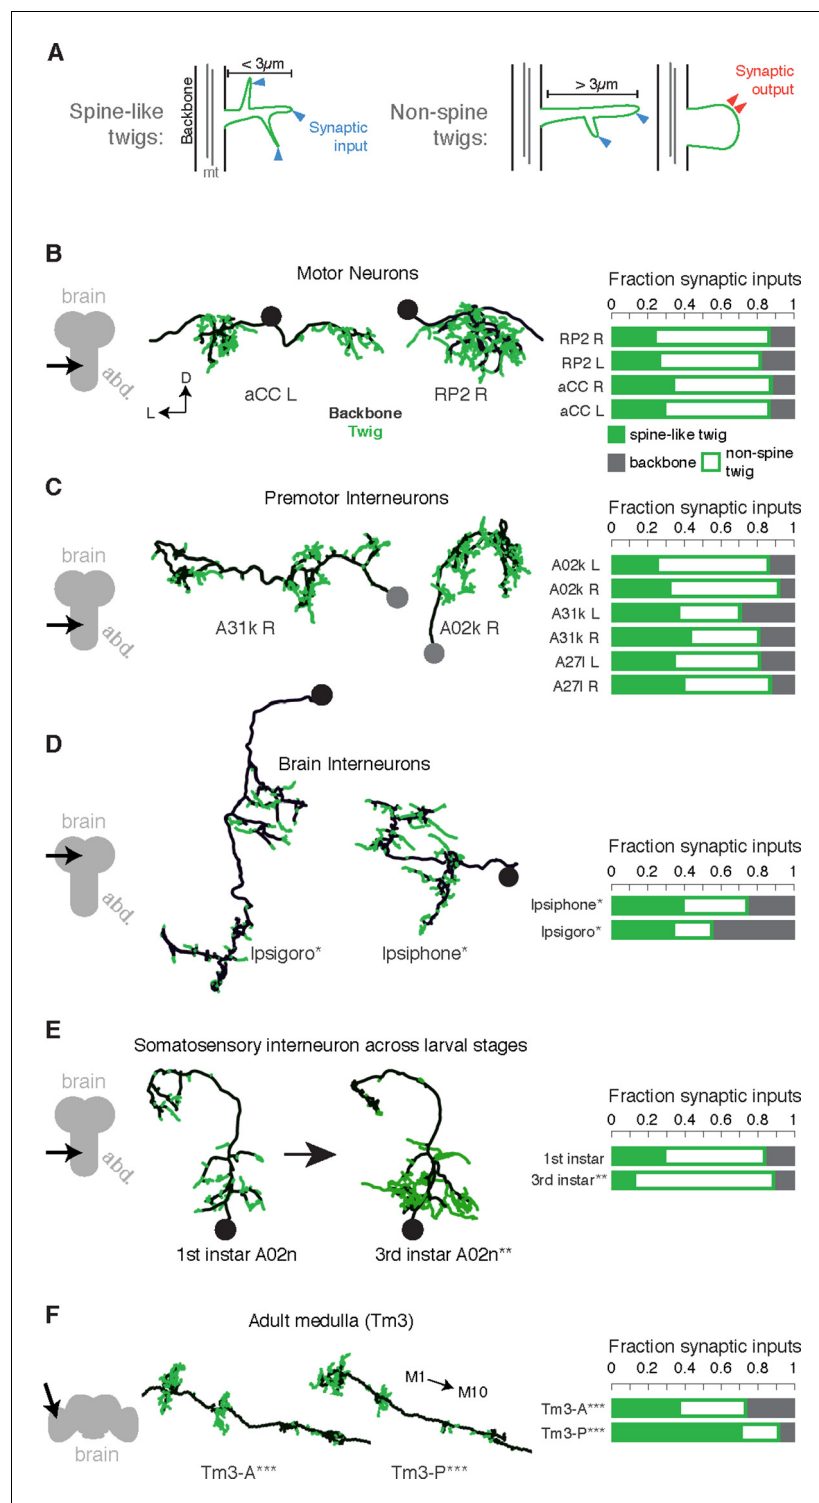 A
Spine-like
twigs:
Backbone
mt
< 3µm
Synaptic
input
Non-spine
twigs:
> 3µm
Synaptic
output
B
Motor Neurons
brain
abd.
D
L
aCC L
RP2 R
Backbone
Twig
Fraction synaptic inputs
0 0.2 0.4 0.6 0.8 1
RP2 R
RP2 L
aCC R
aCC L
spine-like twig
backbone
non-spine
twig
C
Premotor Interneurons
brain
abd.
A31k R
A02k R
Fraction synaptic inputs
0 0.2 0.4 0.6 0.8 1
A02k L
A02k R
A31k L
A31k R
A27l L
A27l R
D
Brain Interneurons
brain
abd.
Ipsigoro*
Ipsiphone*
Fraction synaptic inputs
0 0.2 0.4 0.6 0.8 1
Ipsiphone*
Ipsigoro*
E
Somatosensory interneuron across larval stages
brain
abd.
1st instar A02n
3rd instar A02n**
Fraction synaptic inputs
0 0.2 0.4 0.6 0.8 1
1st instar
3rd instar**
F
Adult medulla (Tm3)
brain
M1
M10
Tm3-A***
Tm3-P***
Fraction synaptic inputs
0 0.2 0.4 0.6 0.8 1
Tm3-A***
Tm3-P***